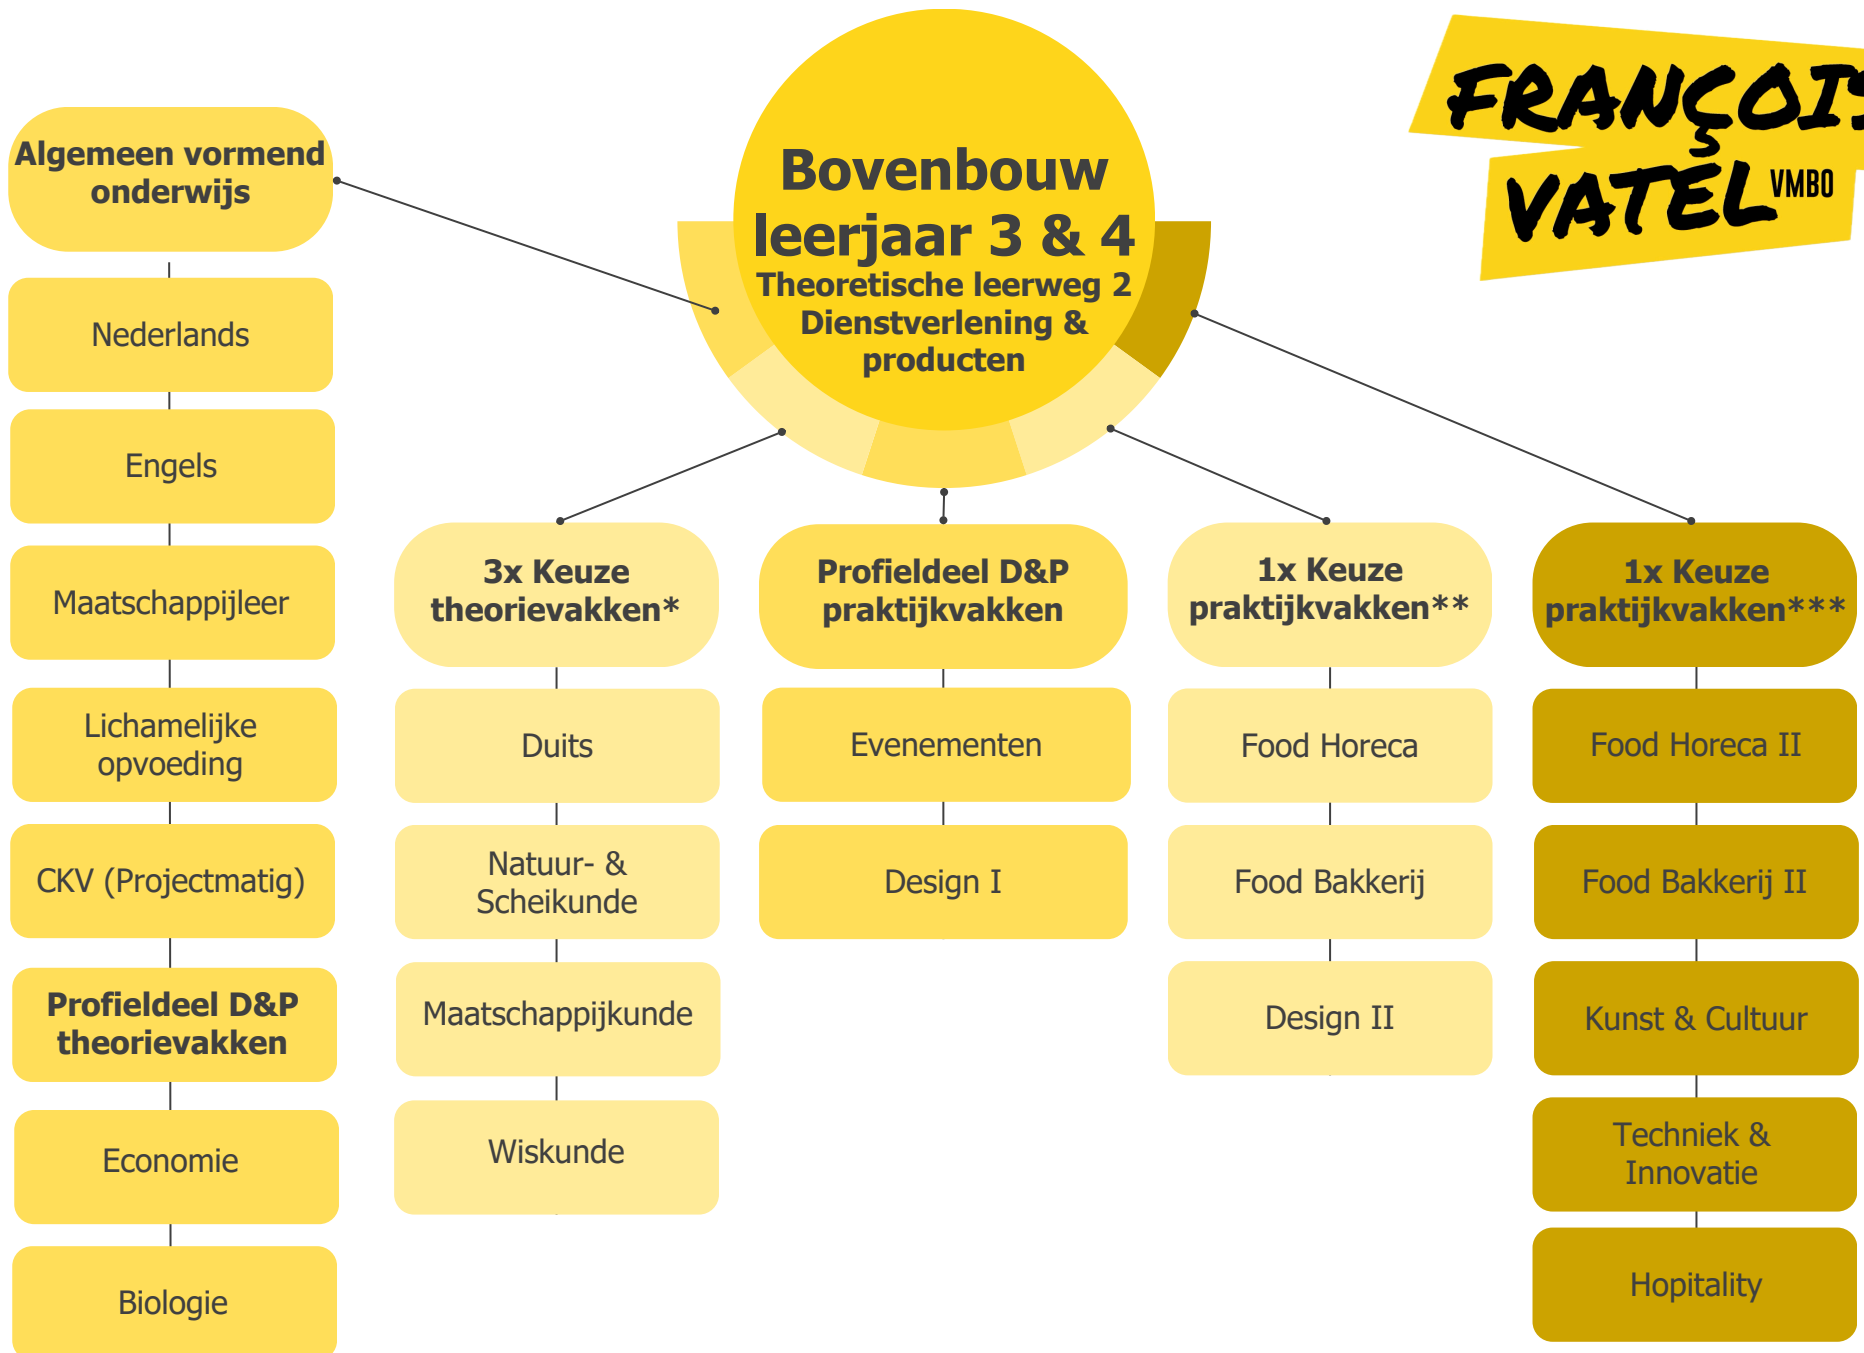 FRANÇOIS
VATEL VMBO
Bovenbouw
leerjaar 3 & 4
Theoretische leerweg 2
Dienstverlening &
producten
Algemeen vormend
onderwijs
Nederlands
Engels
Maatschappijleer
Lichamelijke
opvoeding
CKV (Projectmatig)
Profieldeel D&P
theorievakken
Economie
Biologie
3x Keuze
theorievakken*
Duits
Natuur- &
Scheikunde
Maatschappijkunde
Wiskunde
Profieldeel D&P
praktijkvakken
Evenementen
Design I
1x Keuze
praktijkvakken**
Food Horeca
Food Bakkerij
Design II
1x Keuze
praktijkvakken***
Food Horeca II
Food Bakkerij II
Kunst & Cultuur
Techniek &
Innovatie
Hopitality